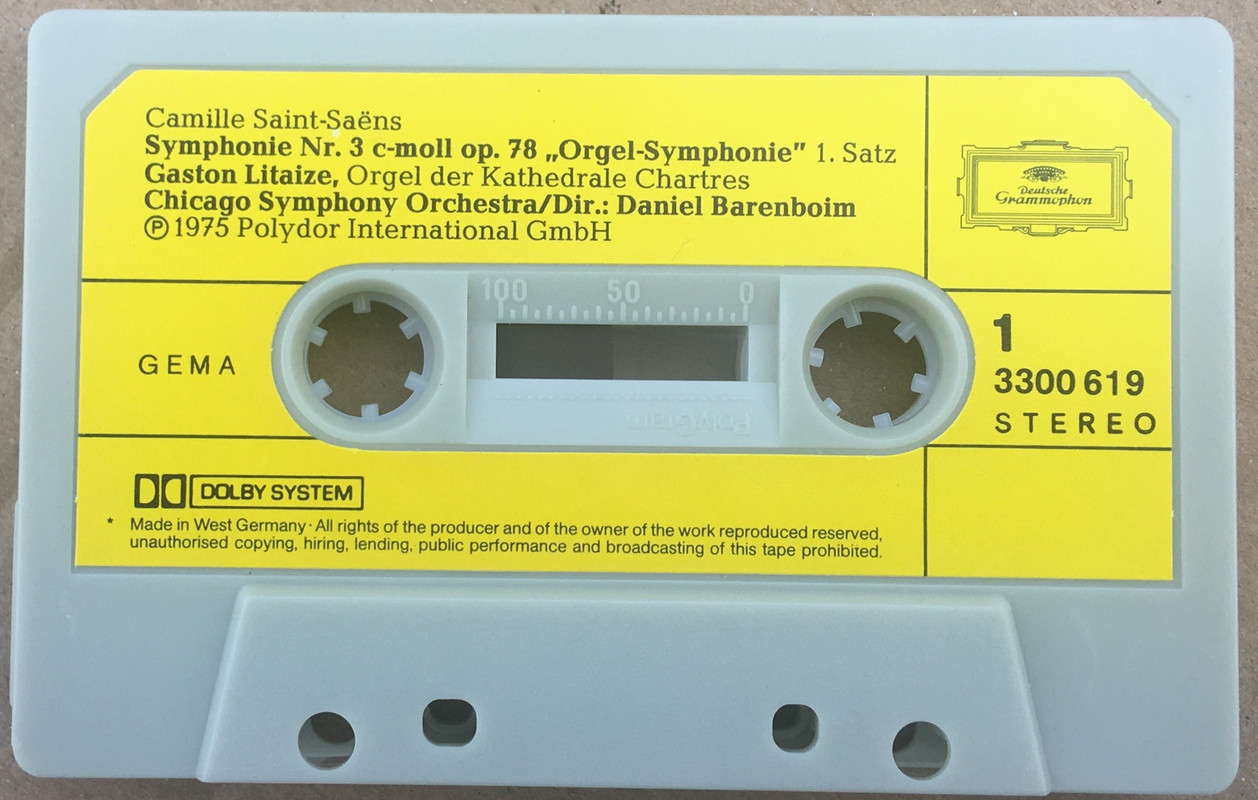 Camille Saint-Saëns
Symphonie Nr. 3 c-moll op. 78 „Orgel-Symphonie” 1. Satz
Gaston Litaize, Orgel der Kathedrale Chartres
Chicago Symphony Orchestra/Dir.: Daniel Barenboim
Ⓟ 1975 Polydor International GmbH
Deutsche
Grammophon
100 50 0
GEMA
1
3300 619
STEREO
PolyGram
DOLBY SYSTEM
* Made in West Germany · All rights of the producer and of the owner of the work reproduced reserved,
unauthorised copying, hiring, lending, public performance and broadcasting of this tape prohibited.